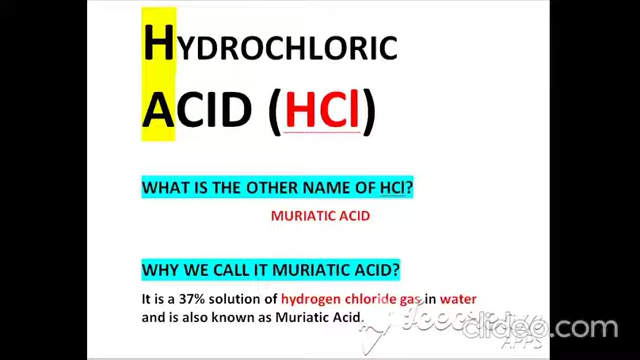 HYDROCHLORIC
ACID (HCl)
WHAT IS THE OTHER NAME OF HCl?
MURIATIC ACID
WHY WE CALL IT MURIATIC ACID?
It is a 37% solution of hydrogen chloride gas in water
and is also known as Muriatic Acid.
clideo.com
APPS